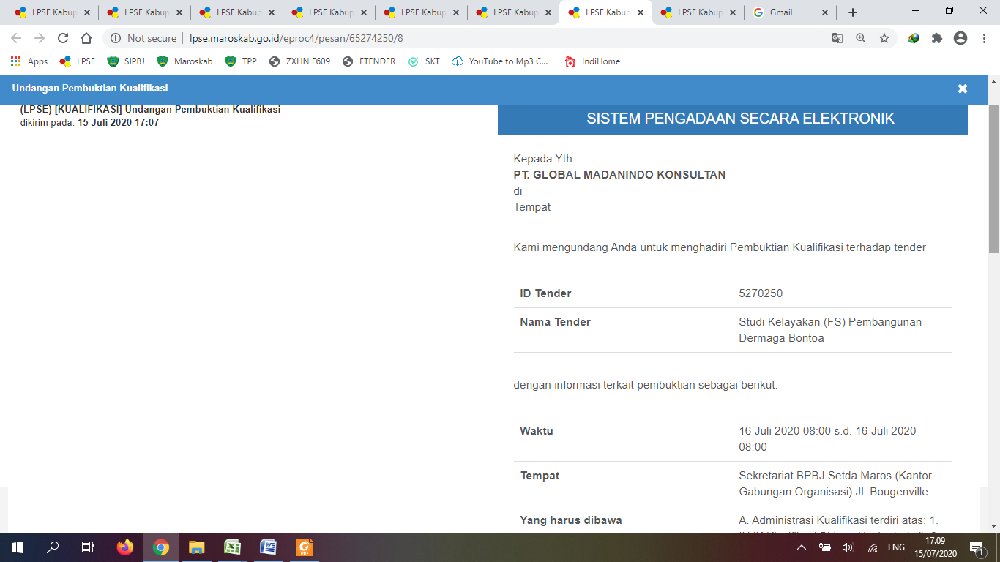 LPSE Kabup
LPSE Kabup
LPSE Kabup
LPSE Kabup
LPSE Kabup
LPSE Kabup
LPSE Kabup
LPSE Kabup
Gmail
Not secure
lpse.maroskab.go.id/eproc4/pesan/65274250/8
Apps
LPSE
SIPBJ
Maroskab
TPP
ZXHN F609
ETENDER
SKT
YouTube to Mp3 C...
IndiHome
Undangan Pembuktian Kualifikasi
(LPSE) [KUALIFIKASI] Undangan Pembuktian Kualifikasi
dikirim pada: 15 Juli 2020 17:07
SISTEM PENGADAAN SECARA ELEKTRONIK
Kepada Yth.
PT. GLOBAL MADANINDO KONSULTAN
di
Tempat
Kami mengundang Anda untuk menghadiri Pembuktian Kualifikasi terhadap tender
ID Tender 5270250
Nama Tender Studi Kelayakan (FS) Pembangunan
Dermaga Bontoa
dengan informasi terkait pembuktian sebagai berikut:
Waktu 16 Juli 2020 08:00 s.d. 16 Juli 2020
08:00
Tempat Sekretariat BPBJ Setda Maros (Kantor
Gabungan Organisasi) Jl. Bougenville
Yang harus dibawa A. Administrasi Kualifikasi terdiri atas: 1.
ENG
17.09
15/07/2020
1